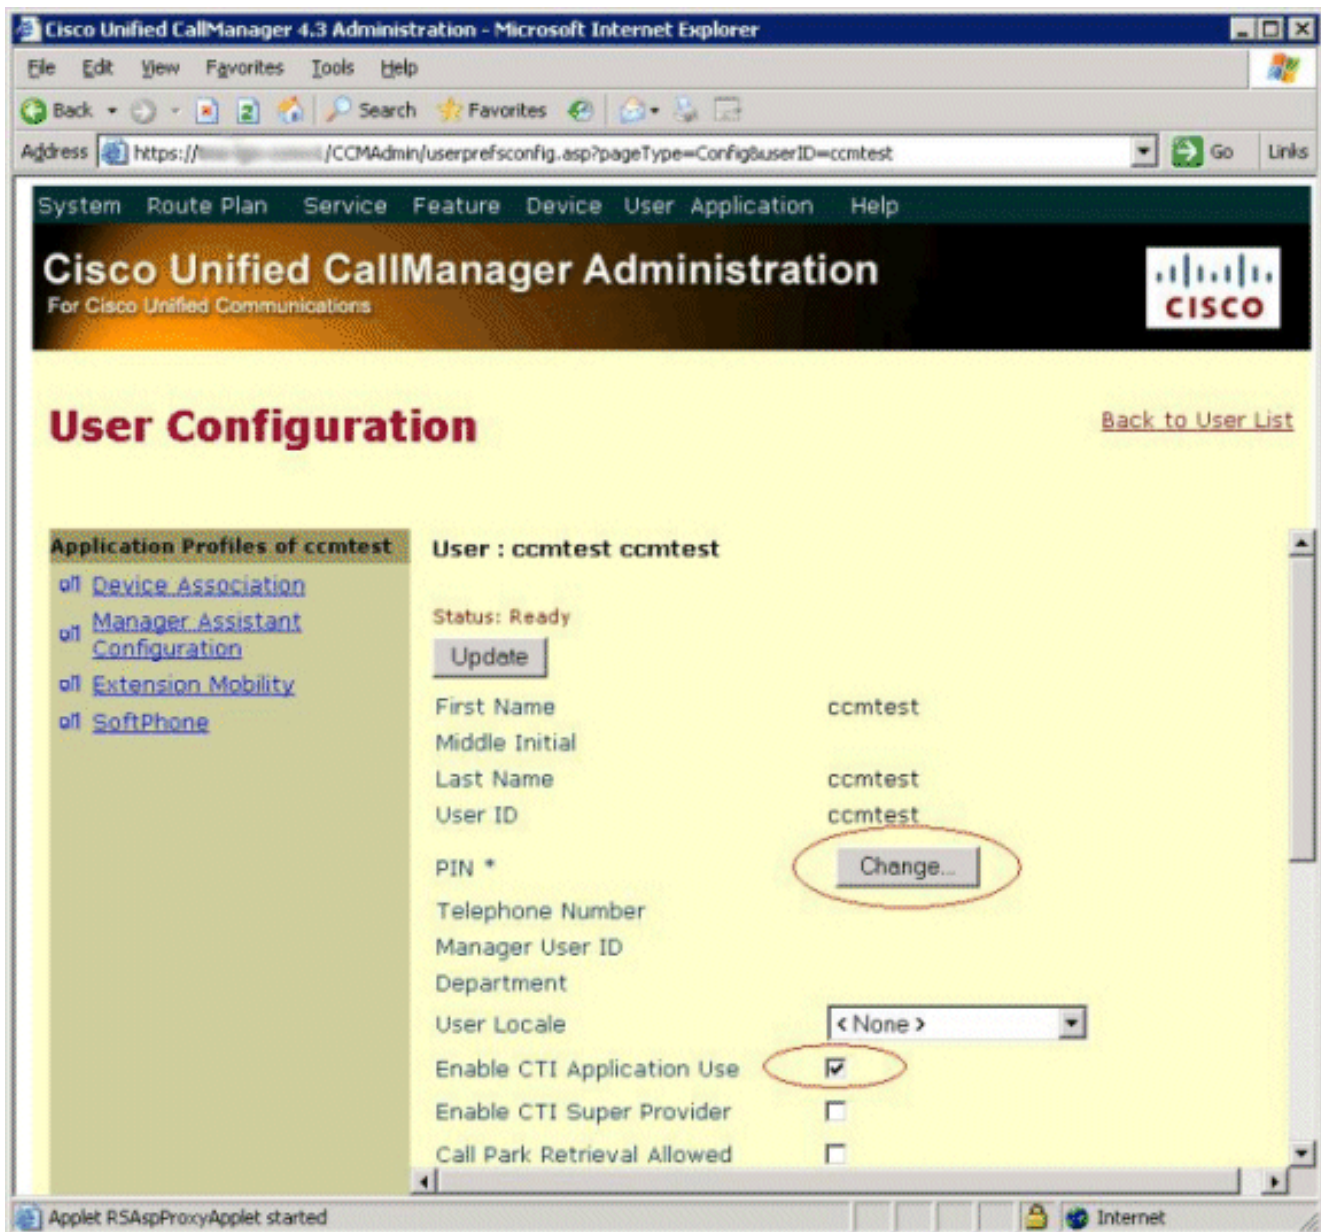 Cisco Unified CallManager 4.3 Administration - Microsoft Internet Explorer
File Edit View Favorites Tools Help
Back Search Favorites
Address https:// /CCMAdmin/userprefsconfig.asp?pageType=Config&userID=ccmtest Go Links
System Route Plan Service Feature Device User Application Help
Cisco Unified CallManager Administration
For Cisco Unified Communications
CISCO
User Configuration
Back to User List
Application Profiles of ccmtest
Device Association
Manager Assistant
Configuration
Extension Mobility
SoftPhone
User : ccmtest ccmtest
Status: Ready
Update
First Name ccmtest
Middle Initial
Last Name ccmtest
User ID ccmtest
PIN * Change...
Telephone Number
Manager User ID
Department
User Locale < None >
Enable CTI Application Use
Enable CTI Super Provider
Call Park Retrieval Allowed
Applet RSAspProxyApplet started Internet